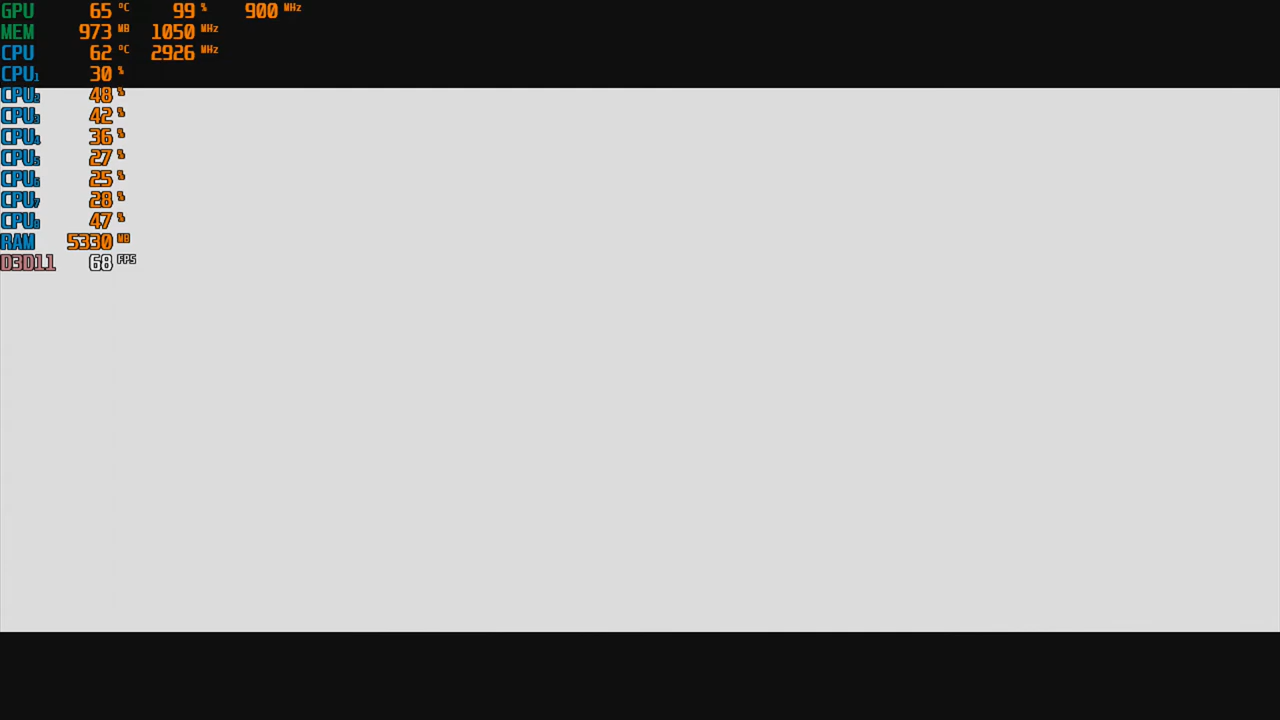 GPU 65 °C 99 % 900 MHz
MEM 973 MB 1050 MHz
CPU 62 °C 2926 MHz
CPU1 30 %
CPU2 48 %
CPU3 42 %
CPU4 36 %
CPU5 27 %
CPU6 25 %
CPU7 28 %
CPU8 47 %
RAM 5330 MB
D3D11 68 FPS